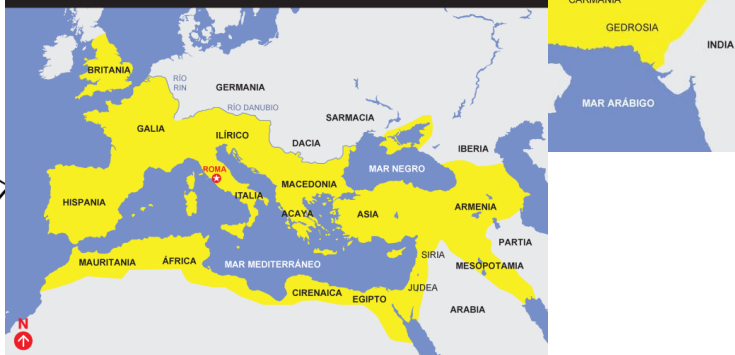 CARMANIA
GEDROSIA
INDIA
MAR ARÁBIGO
BRITANIA
RÍO
RIN
GERMANIA
RÍO DANUBIO
SARMACIA
GALIA
ILÍRICO
DACIA
IBERIA
MAR NEGRO
ROMA
MACEDONIA
ITALIA
HISPANIA
ACAYA
ASIA
ARMENIA
PARTIA
SIRIA
MAURITANIA
ÁFRICA
MAR MEDITERRÁNEO
MESOPOTAMIA
JUDEA
CIRENAICA
EGIPTO
ARABIA
N